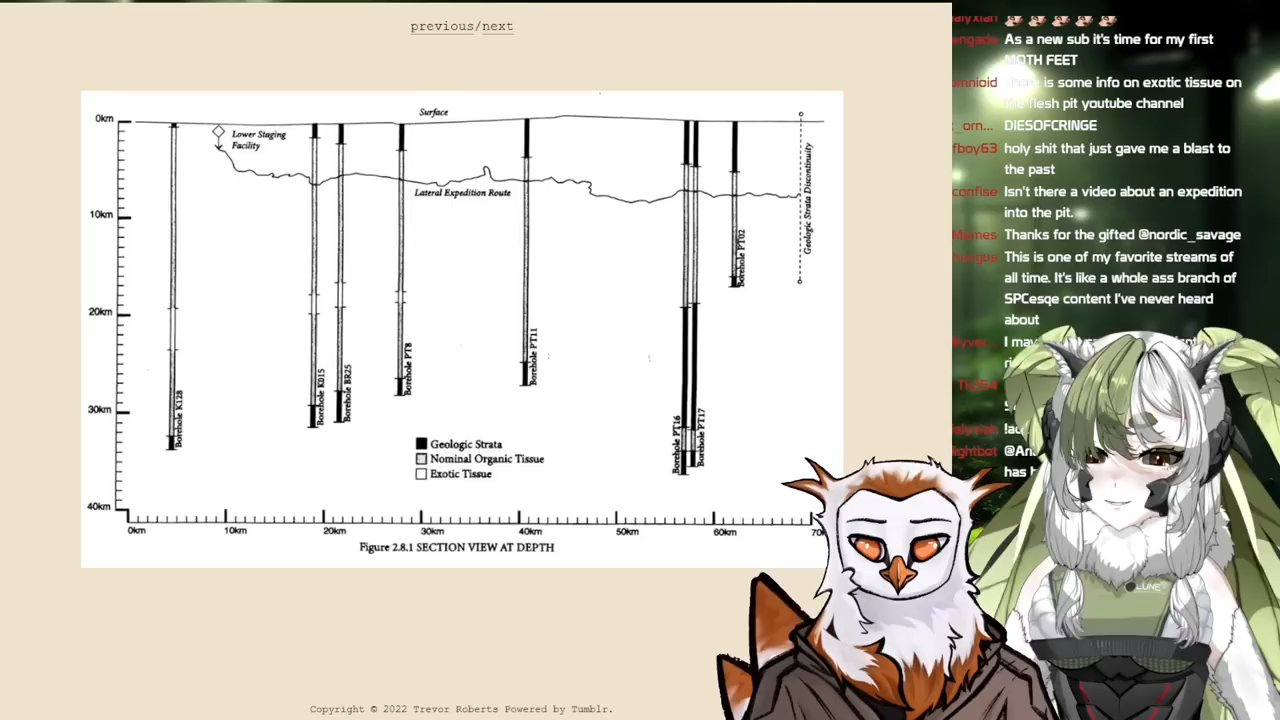 previous/next
Surface
0km
Lower Staging
Facility
Lateral Expedition Route
Geologic Strata Discontinuity
10km
20km
30km
40km
Borehole K128
Borehole K015
Borehole BR25
Borehole PT8
Borehole PT11
Borehole PT16
Borehole PT17
Borehole PT02
Geologic Strata
Nominal Organic Tissue
Exotic Tissue
0km
10km
20km
30km
40km
50km
60km
Figure 2.8.1 SECTION VIEW AT DEPTH
Copyright © 2022 Trevor Roberts Powered by Tumblr.
As a new sub it's time for my first
MOTH FEET
is some info on exotic tissue on
flesh pit youtube channel
DIESOFCRINGE
holy shit that just gave me a blast to
the past
Isn't there a video about an expedition
into the pit.
Thanks for the gifted @nordic_savage
This is one of my favorite streams of
all time. It's like a whole ass branch of
SPCesqe content I've never heard
about
I may
has
LUNE